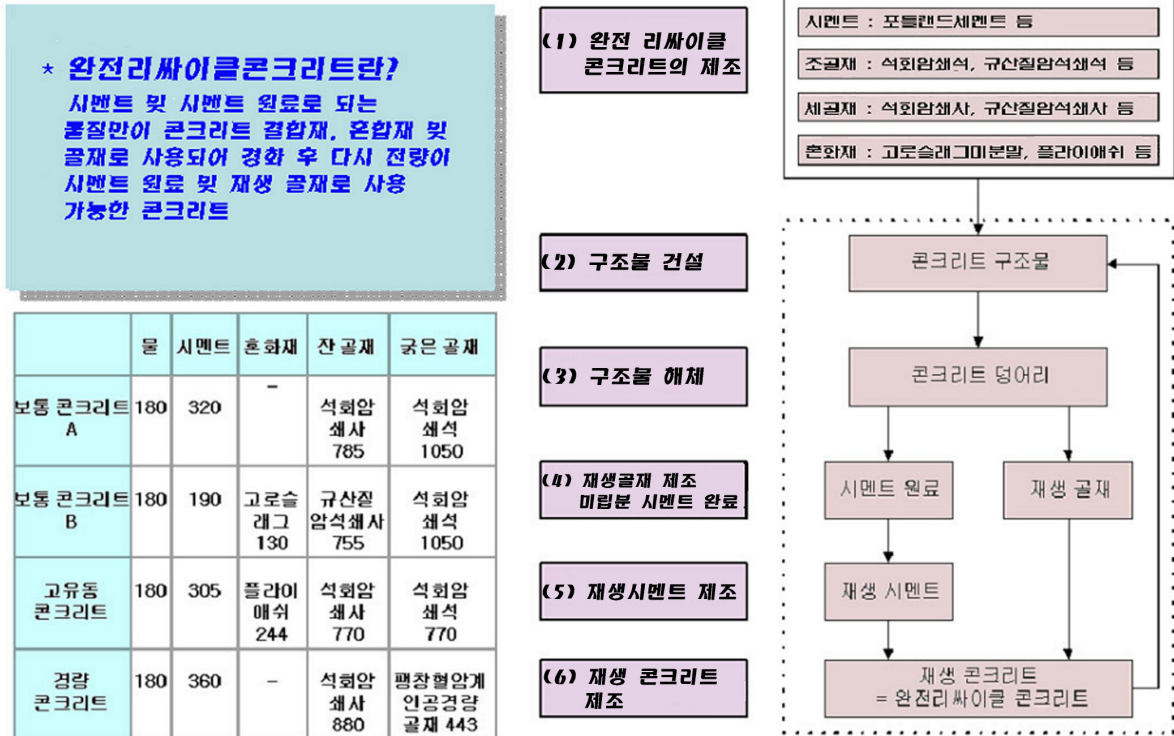 * 완전리싸이클콘크리트란?
시멘트 및 시멘트 원료로 되는
물질만이 콘크리트 결합재, 혼합재 및
골재로 사용되어 경화 후 다시 전량이
시멘트 원료 및 재생 골재로 사용
가능한 콘크리트
물 시멘트 혼화재 잔골재 굵은골재
보통 콘크리트
A
180 320 – 석회암
쇄사
785
석회암
쇄석
1050
보통 콘크리트
B
180 190 고로슬
래그
130
규산질
암석쇄사
755
석회암
쇄석
1050
고유동
콘크리트
180 305 플라이
애쉬
244
석회암
쇄사
770
석회암
쇄석
770
경량
콘크리트
180 360 – 석회암
쇄사
880
팽창혈암계
인공경량
골재 443
(1) 완전 리싸이클
콘크리트의 제조
(2) 구조물 건설
(3) 구조물 해체
(4) 재생골재 제조
미립분 시멘트 완료
(5) 재생시멘트 제조
(6) 재생 콘크리트
제조
시멘트 : 포틀랜드세멘트 등
조골재 : 석회암쇄석, 규산질암석쇄석 등
세골재 : 석회암쇄사, 규산질암석쇄사 등
혼화재 : 고로슬래그미분말, 플라이애쉬 등
콘크리트 구조물
콘크리트 덩어리
시멘트 원료
재생 골재
재생 시멘트
재생 콘크리트
= 완전리싸이클 콘크리트